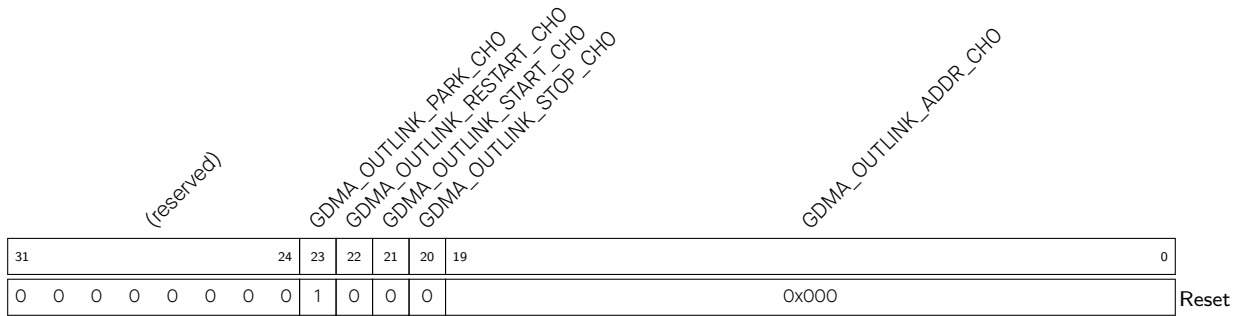 (reserved)
GDMA_OUTLINK_PARK_CH0
GDMA_OUTLINK_RESTART_CH0
GDMA_OUTLINK_START_CH0
GDMA_OUTLINK_STOP_CH0
GDMA_OUTLINK_ADDR_CH0
31 24 23 22 21 20 19 0
0 0 0 0 0 0 0 0 1 0 0 0 0x000 Reset